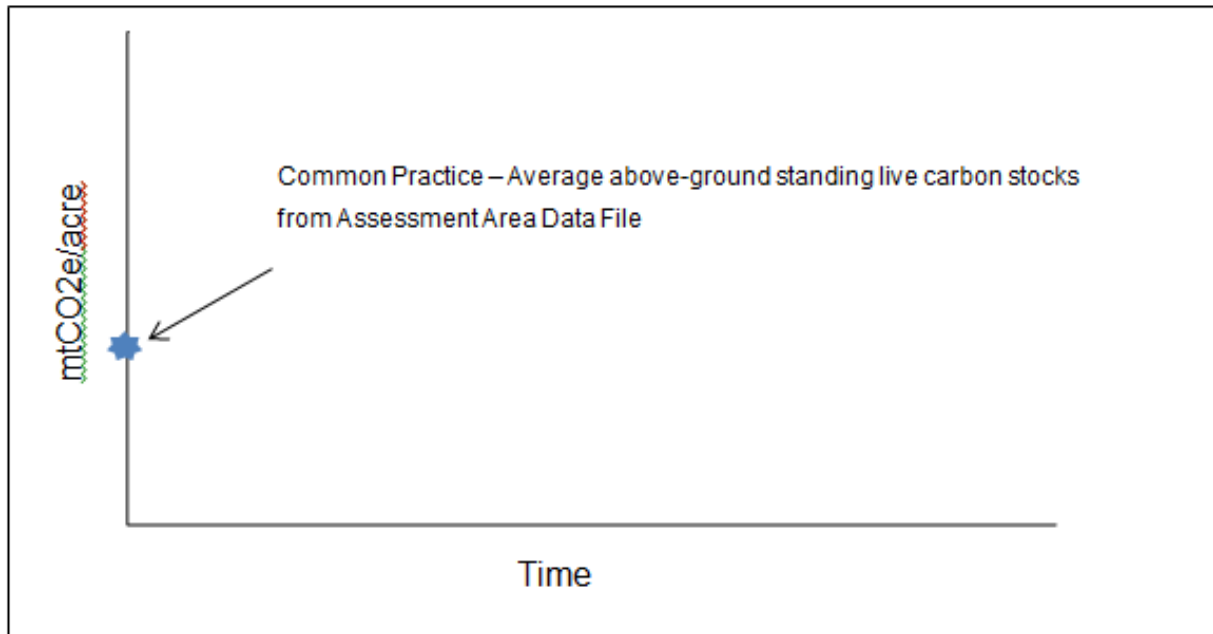 Common Practice – Average above-ground standing live carbon stocks
from Assessment Area Data File
mtCO2e/acre
Time